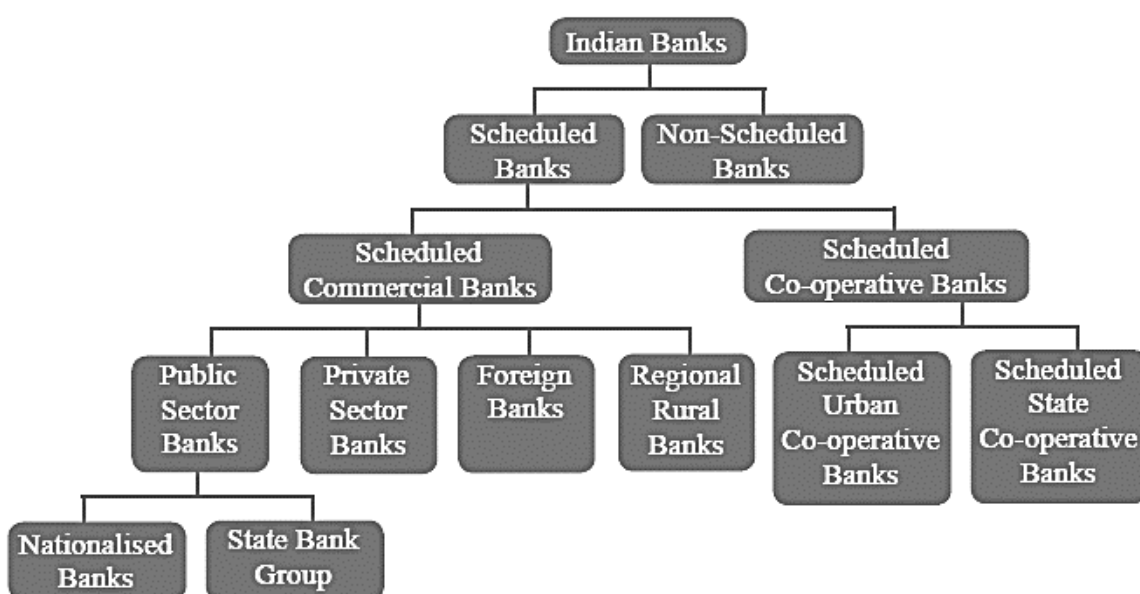 Indian Banks
Scheduled
Banks
Non-Scheduled
Banks
Scheduled
Commercial Banks
Scheduled
Co-operative Banks
Public
Sector
Banks
Private
Sector
Banks
Foreign
Banks
Regional
Rural
Banks
Scheduled
Urban
Co-operative
Banks
Scheduled
State
Co-operative
Banks
Nationalised
Banks
State Bank
Group